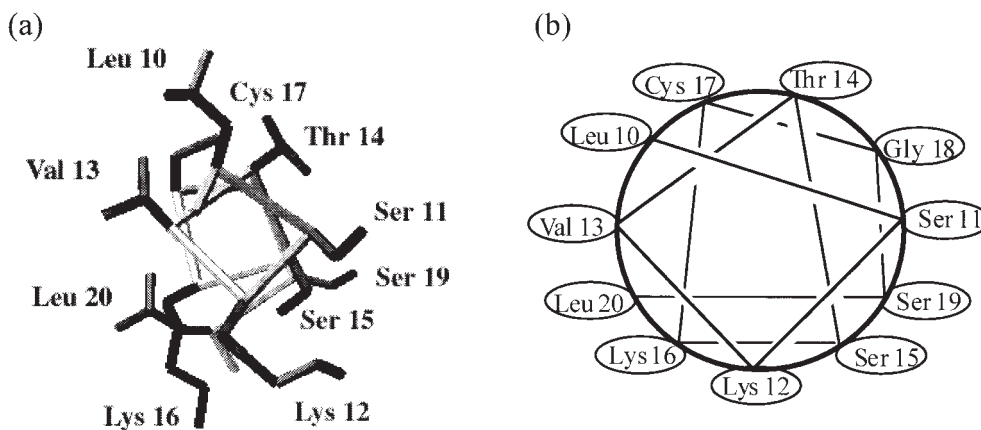 (a)
Leu 10
Cys 17
Thr 14
Val 13
Ser 11
Ser 19
Leu 20
Ser 15
Lys 16
Lys 12
(b)
Cys 17
Thr 14
Leu 10
Gly 18
Val 13
Ser 11
Leu 20
Ser 19
Lys 16
Ser 15
Lys 12